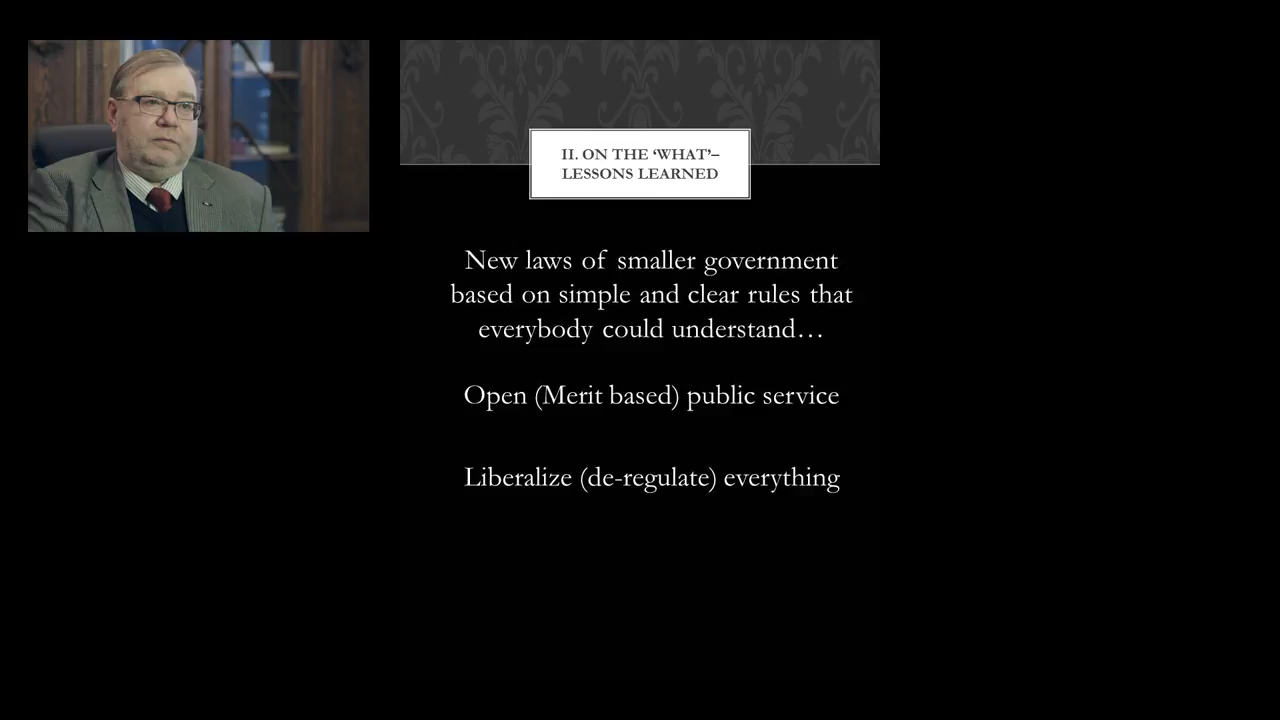 II. ON THE ‘WHAT’–
LESSONS LEARNED
New laws of smaller government
based on simple and clear rules that
everybody could understand…
Open (Merit based) public service
Liberalize (de-regulate) everything